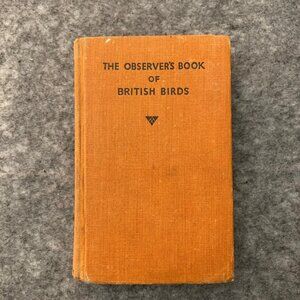 THE OBSERVER'S BOOK
OF
BRITISH BIRDS